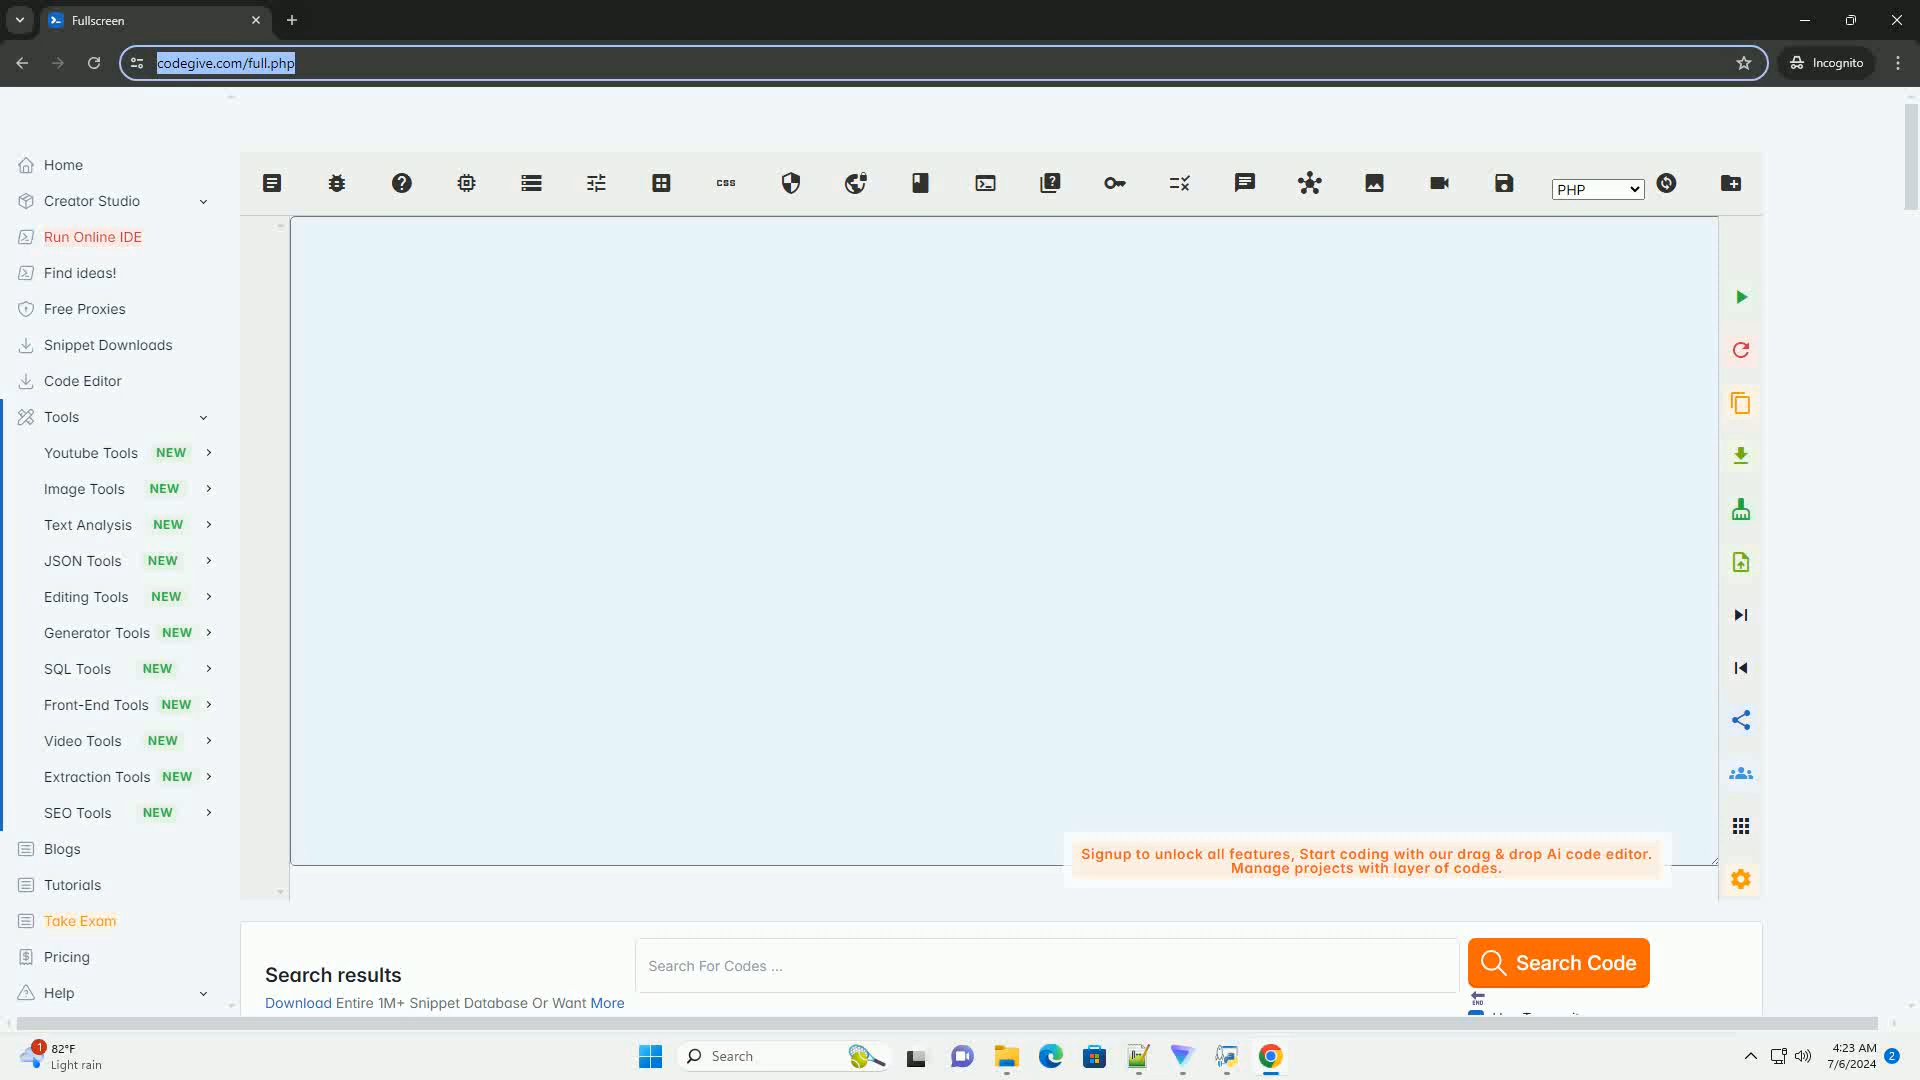 Fullscreen
codegive.com/full.php
Incognito
Home
Creator Studio
Run Online IDE
Find ideas!
Free Proxies
Snippet Downloads
Code Editor
Tools
Youtube Tools NEW
Image Tools NEW
Text Analysis NEW
JSON Tools NEW
Editing Tools NEW
Generator Tools NEW
SQL Tools NEW
Front-End Tools NEW
Video Tools NEW
Extraction Tools NEW
SEO Tools NEW
Blogs
Tutorials
Take Exam
Pricing
Help
css
PHP
Signup to unlock all features, Start coding with our drag & drop Ai code editor.
Manage projects with layer of codes.
Search results
Download Entire 1M+ Snippet Database Or Want More
Search For Codes ...
Search Code
END
1
82°F
Light rain
Search
4:23 AM
7/6/2024
2